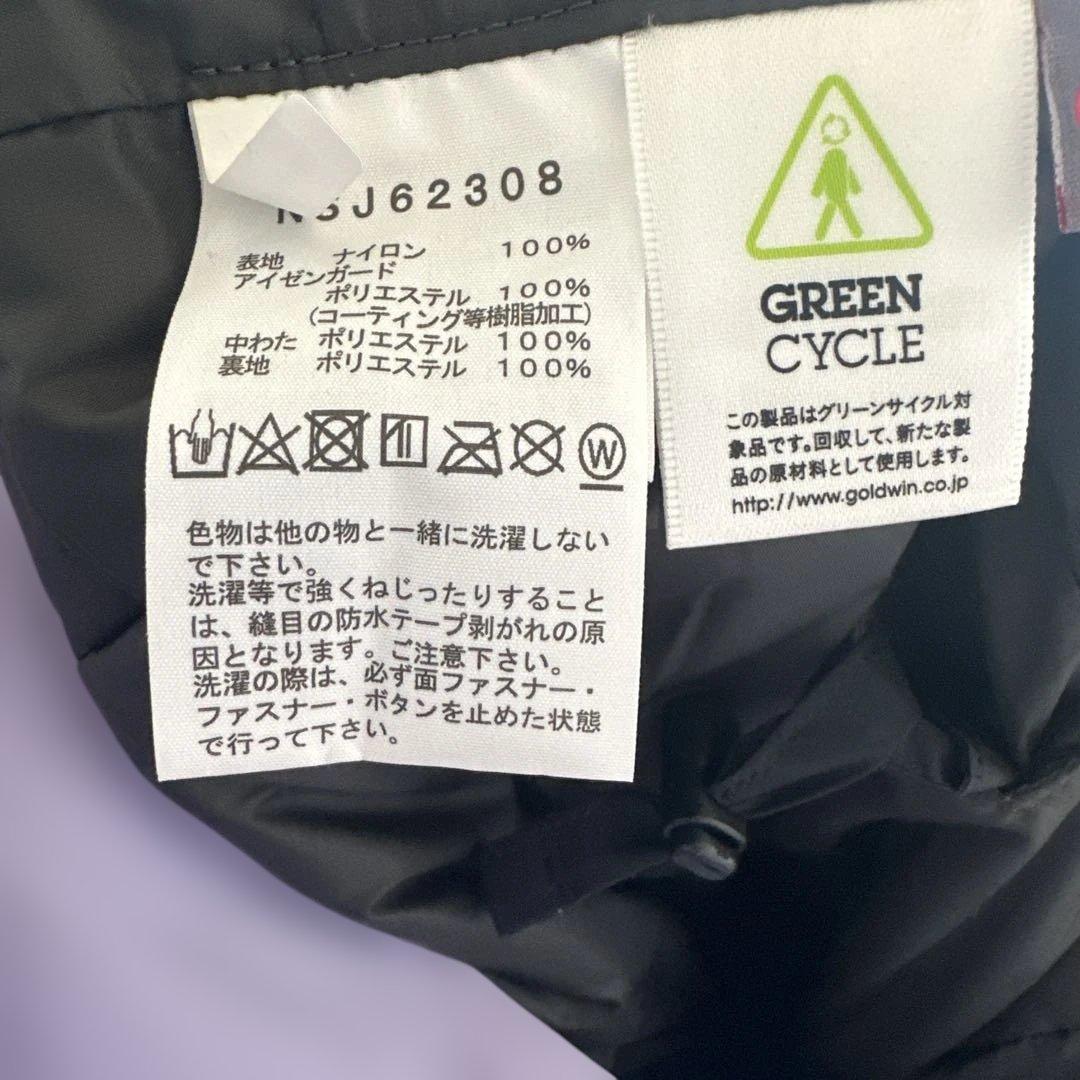 NSJ62308
表地 ナイロン 100%
アイゼンガード
ポリエステル 100%
(コーティング等樹脂加工)
中わた ポリエステル 100%
裏地 ポリエステル 100%
W
色物は他の物と一緒に洗濯しない
で下さい。
洗濯等で強くねじったりすること
は、縫目の防水テープ剥がれの原
因となります。ご注意下さい。
洗濯の際は、必ず面ファスナー・
ファスナー・ボタンを止めた状態
で行って下さい。
GREEN
CYCLE
この製品はグリーンサイクル対
象品です。回収して、新たな製
品の原材料として使用します。
http://www.goldwin.co.jp